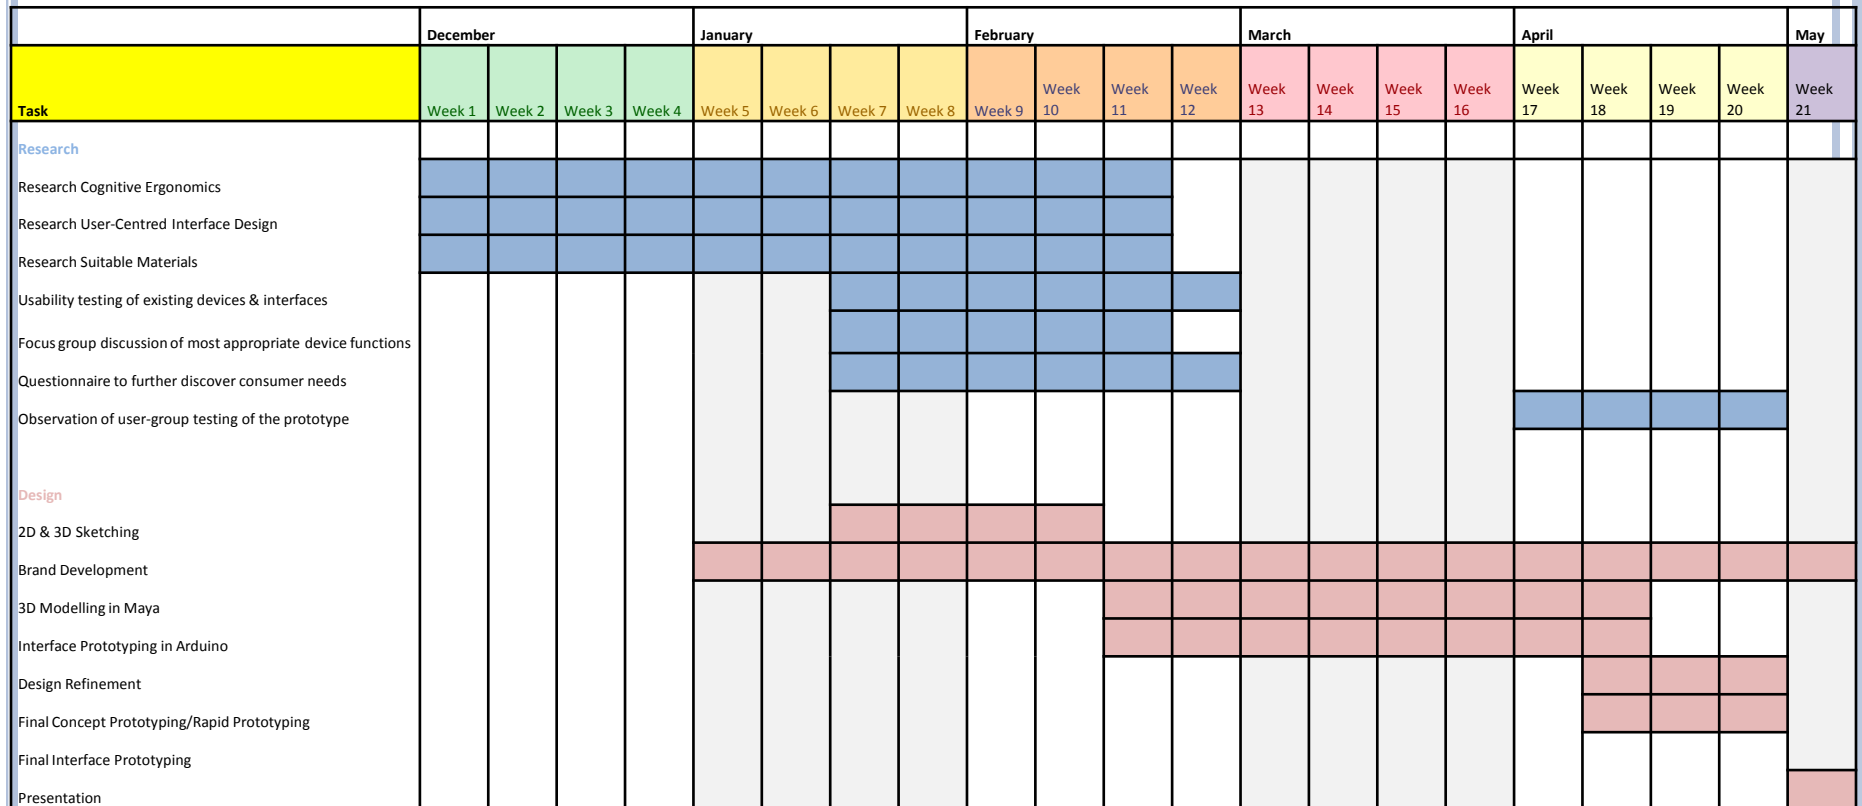 December January February March April May
Task Week 1 Week 2 Week 3 Week 4 Week 5 Week 6 Week 7 Week 8 Week 9 Week 10 Week 11 Week 12 Week 13 Week 14 Week 15 Week 16 Week 17 Week 18 Week 19 Week 20 Week 21
Research
Research Cognitive Ergonomics
Research User-Centred Interface Design
Research Suitable Materials
Usability testing of existing devices & interfaces
Focus group discussion of most appropriate device functions
Questionnaire to further discover consumer needs
Observation of user-group testing of the prototype
Design
2D & 3D Sketching
Brand Development
3D Modelling in Maya
Interface Prototyping in Arduino
Design Refinement
Final Concept Prototyping/Rapid Prototyping
Final Interface Prototyping
Presentation